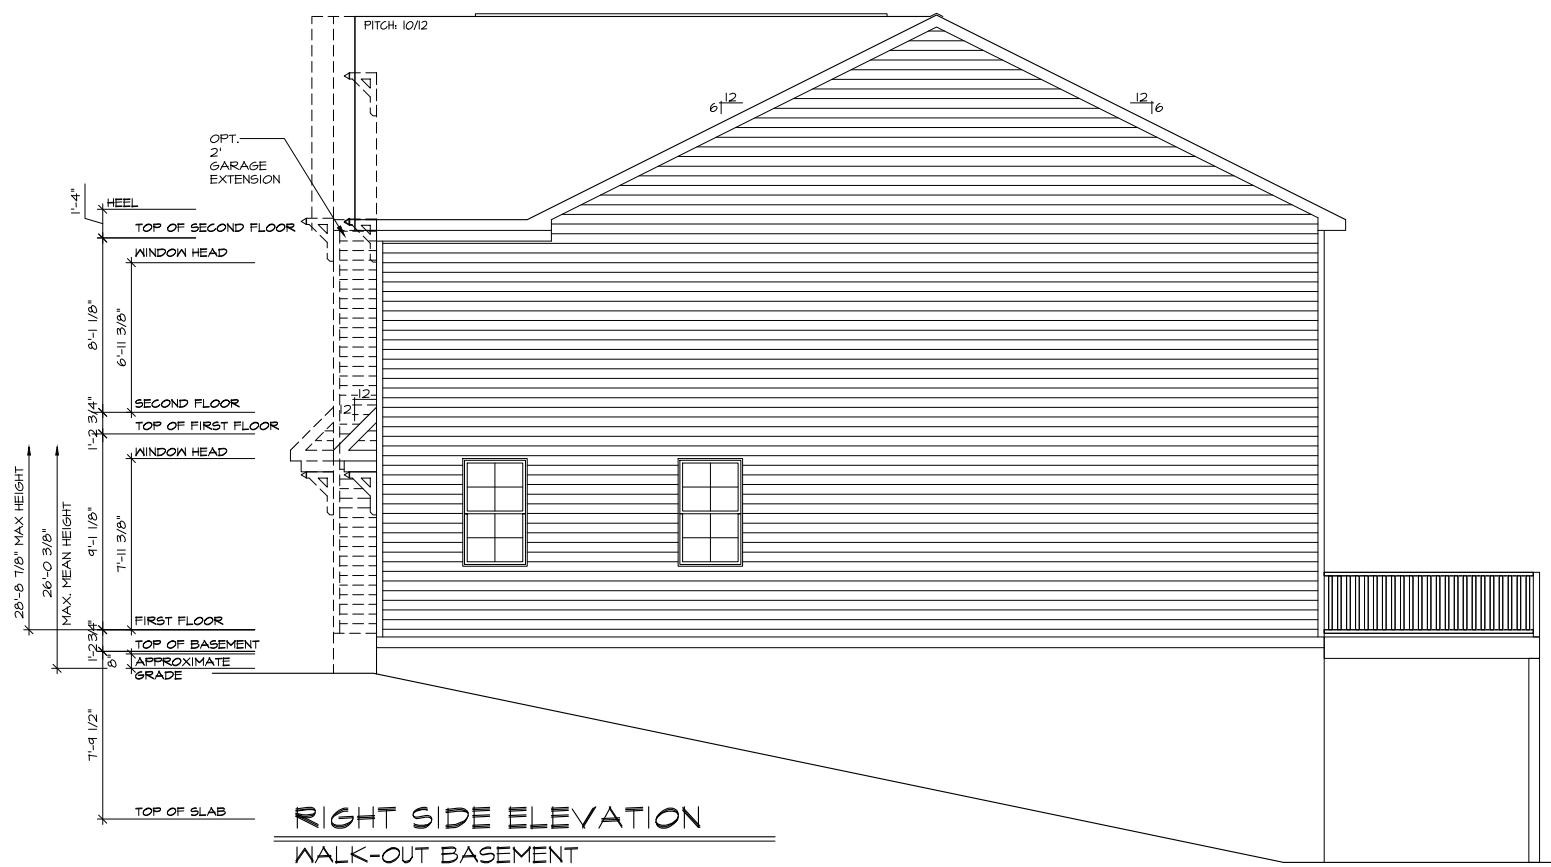 PITCH: 10/12
12
6
12
6
OPT.
2'
GARAGE
EXTENSION
1'-4"
HEEL
TOP OF SECOND FLOOR
WINDOW HEAD
8'-1 1/8"
6'-11 3/8"
12
12
SECOND FLOOR
1'-2 3/4"
TOP OF FIRST FLOOR
WINDOW HEAD
28'-8 7/8" MAX HEIGHT
26'-0 3/8"
MAX. MEAN HEIGHT
9'-1 1/8"
7'-11 3/8"
FIRST FLOOR
1'-2 3/4"
TOP OF BASEMENT
8"
APPROXIMATE
GRADE
7'-9 1/2"
TOP OF SLAB
RIGHT SIDE ELEVATION
WALK-OUT BASEMENT